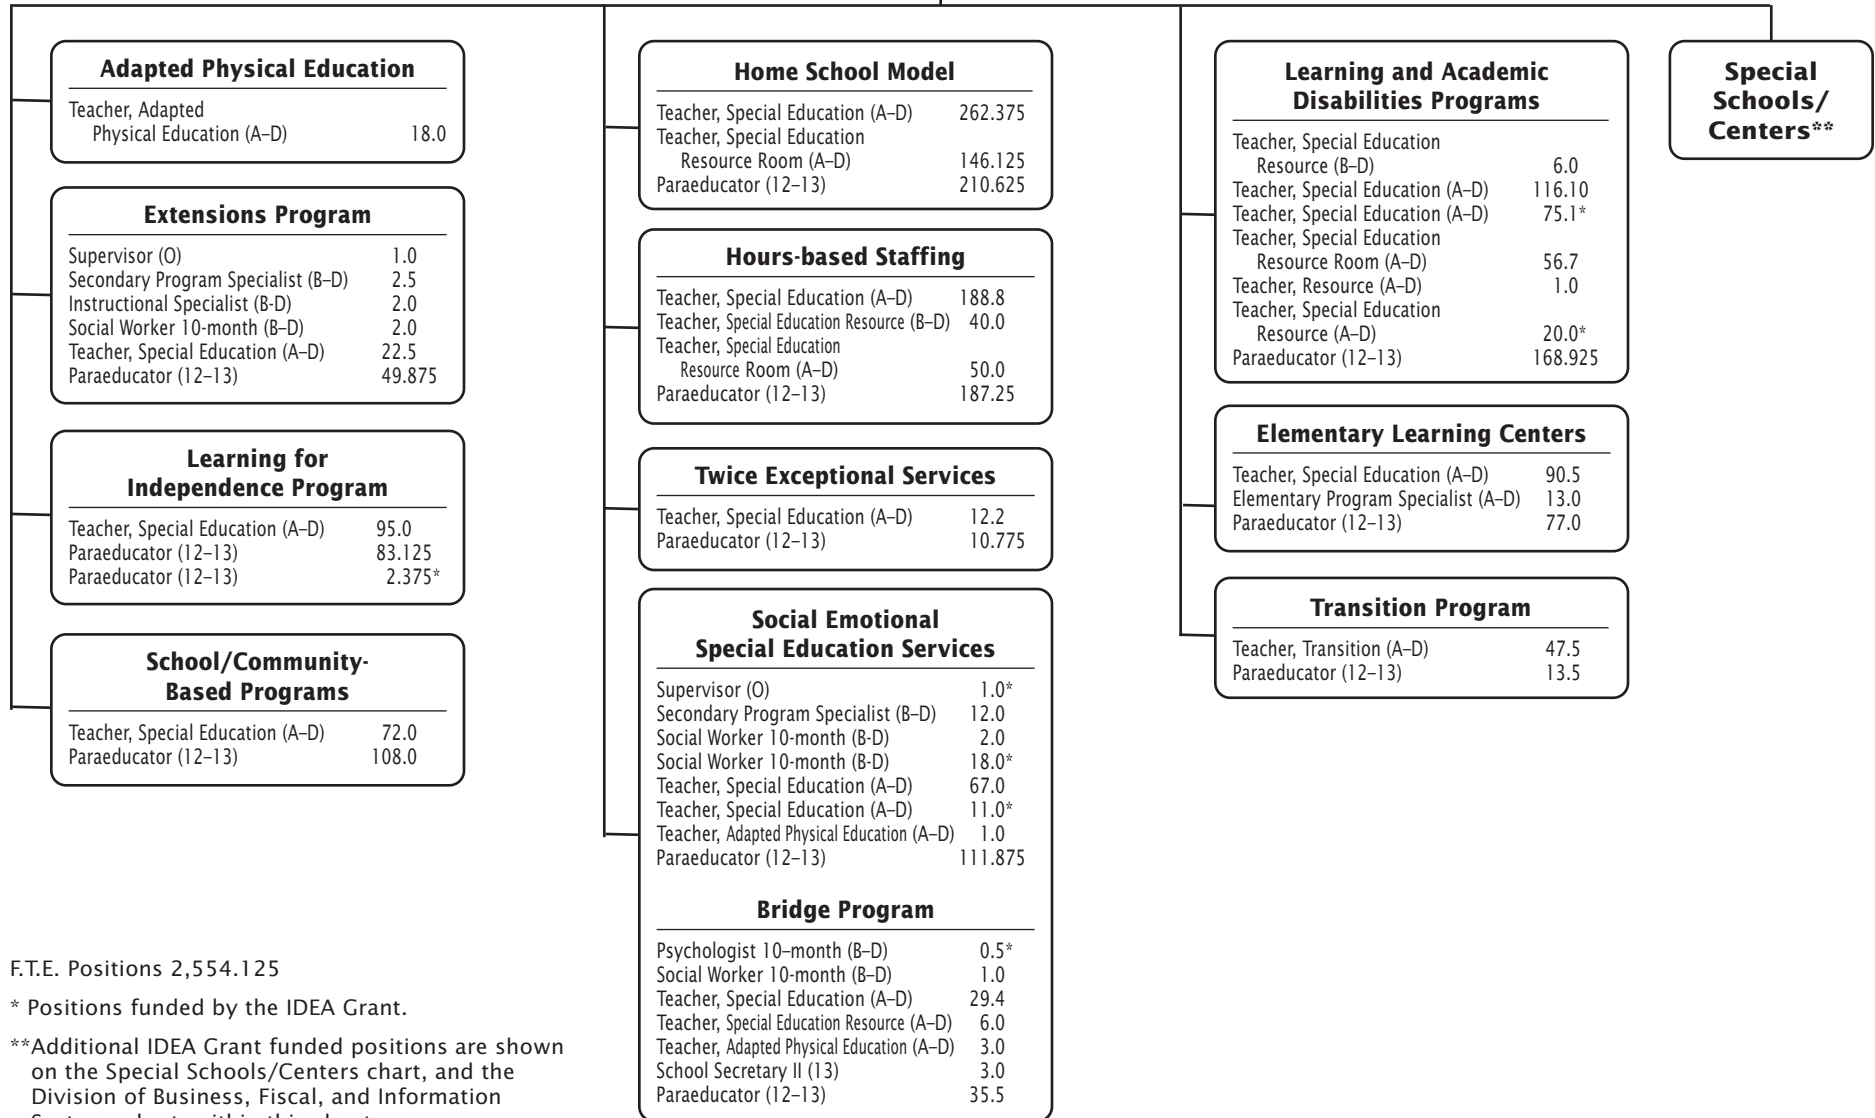 Adapted Physical Education
Teacher, Adapted
Physical Education (A–D) 18.0
Extensions Program
Supervisor (O) 1.0
Secondary Program Specialist (B–D) 2.5
Instructional Specialist (B-D) 2.0
Social Worker 10-month (B–D) 2.0
Teacher, Special Education (A–D) 22.5
Paraeducator (12–13) 49.875
Learning for
Independence Program
Teacher, Special Education (A–D) 95.0
Paraeducator (12–13) 83.125
Paraeducator (12–13) 2.375*
School/Community-
Based Programs
Teacher, Special Education (A–D) 72.0
Paraeducator (12–13) 108.0
Home School Model
Teacher, Special Education (A–D) 262.375
Teacher, Special Education
Resource Room (A–D) 146.125
Paraeducator (12–13) 210.625
Hours-based Staffing
Teacher, Special Education (A–D) 188.8
Teacher, Special Education Resource (B–D) 40.0
Teacher, Special Education
Resource Room (A–D) 50.0
Paraeducator (12–13) 187.25
Twice Exceptional Services
Teacher, Special Education (A–D) 12.2
Paraeducator (12–13) 10.775
Social Emotional
Special Education Services
Supervisor (O) 1.0*
Secondary Program Specialist (B–D) 12.0
Social Worker 10-month (B-D) 2.0
Social Worker 10-month (B-D) 18.0*
Teacher, Special Education (A–D) 67.0
Teacher, Special Education (A–D) 11.0*
Teacher, Adapted Physical Education (A–D) 1.0
Paraeducator (12–13) 111.875
Bridge Program
Psychologist 10–month (B–D) 0.5*
Social Worker 10-month (B–D) 1.0
Teacher, Special Education (A–D) 29.4
Teacher, Special Education Resource (A–D) 6.0
Teacher, Adapted Physical Education (A–D) 3.0
School Secretary II (13) 3.0
Paraeducator (12–13) 35.5
Learning and Academic
Disabilities Programs
Teacher, Special Education
Resource (B–D) 6.0
Teacher, Special Education (A–D) 116.10
Teacher, Special Education (A–D) 75.1*
Teacher, Special Education
Resource Room (A–D) 56.7
Teacher, Resource (A–D) 1.0
Teacher, Special Education
Resource (A–D) 20.0*
Paraeducator (12–13) 168.925
Elementary Learning Centers
Teacher, Special Education (A–D) 90.5
Elementary Program Specialist (A–D) 13.0
Paraeducator (12–13) 77.0
Transition Program
Teacher, Transition (A–D) 47.5
Paraeducator (12–13) 13.5
Special
Schools/
Centers**
F.T.E. Positions 2,554.125
* Positions funded by the IDEA Grant.
**Additional IDEA Grant funded positions are shown
on the Special Schools/Centers chart, and the
Division of Business, Fiscal, and Information